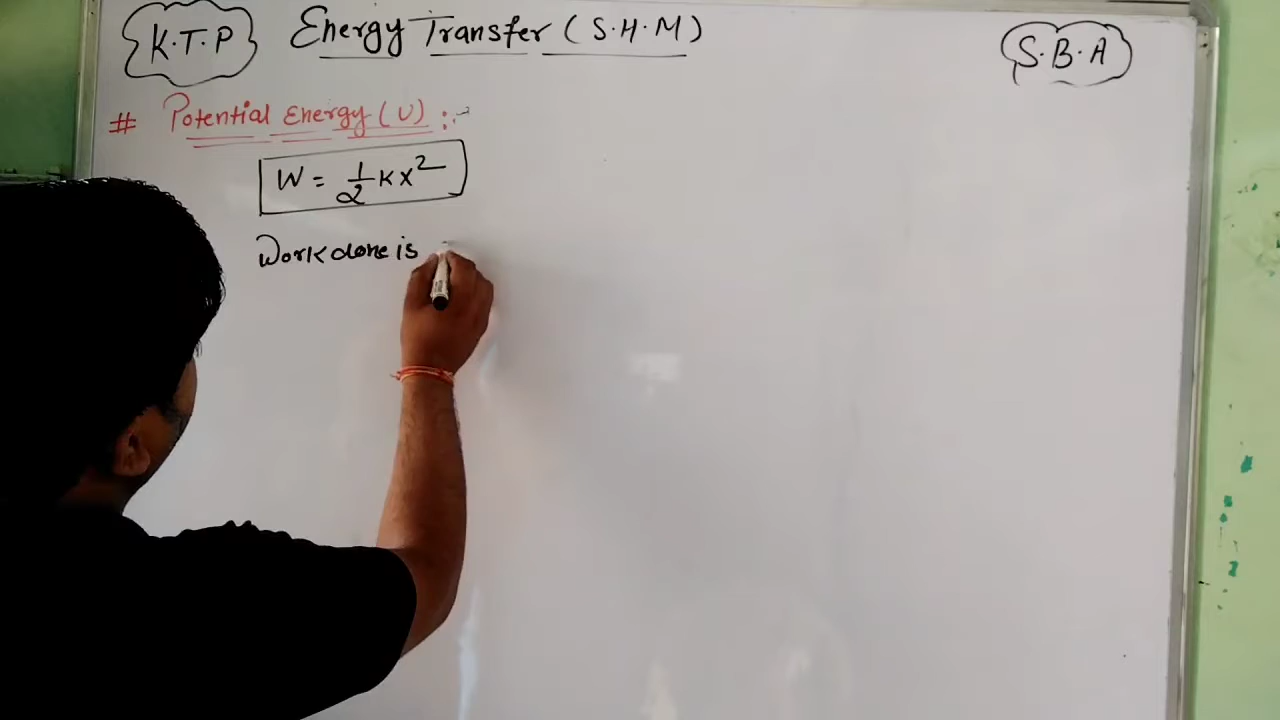 K.T.P Energy Transfer (S.H.M) S.B.A
# Potential Energy (U) :-
W = 1/2 Kx²
Work done is